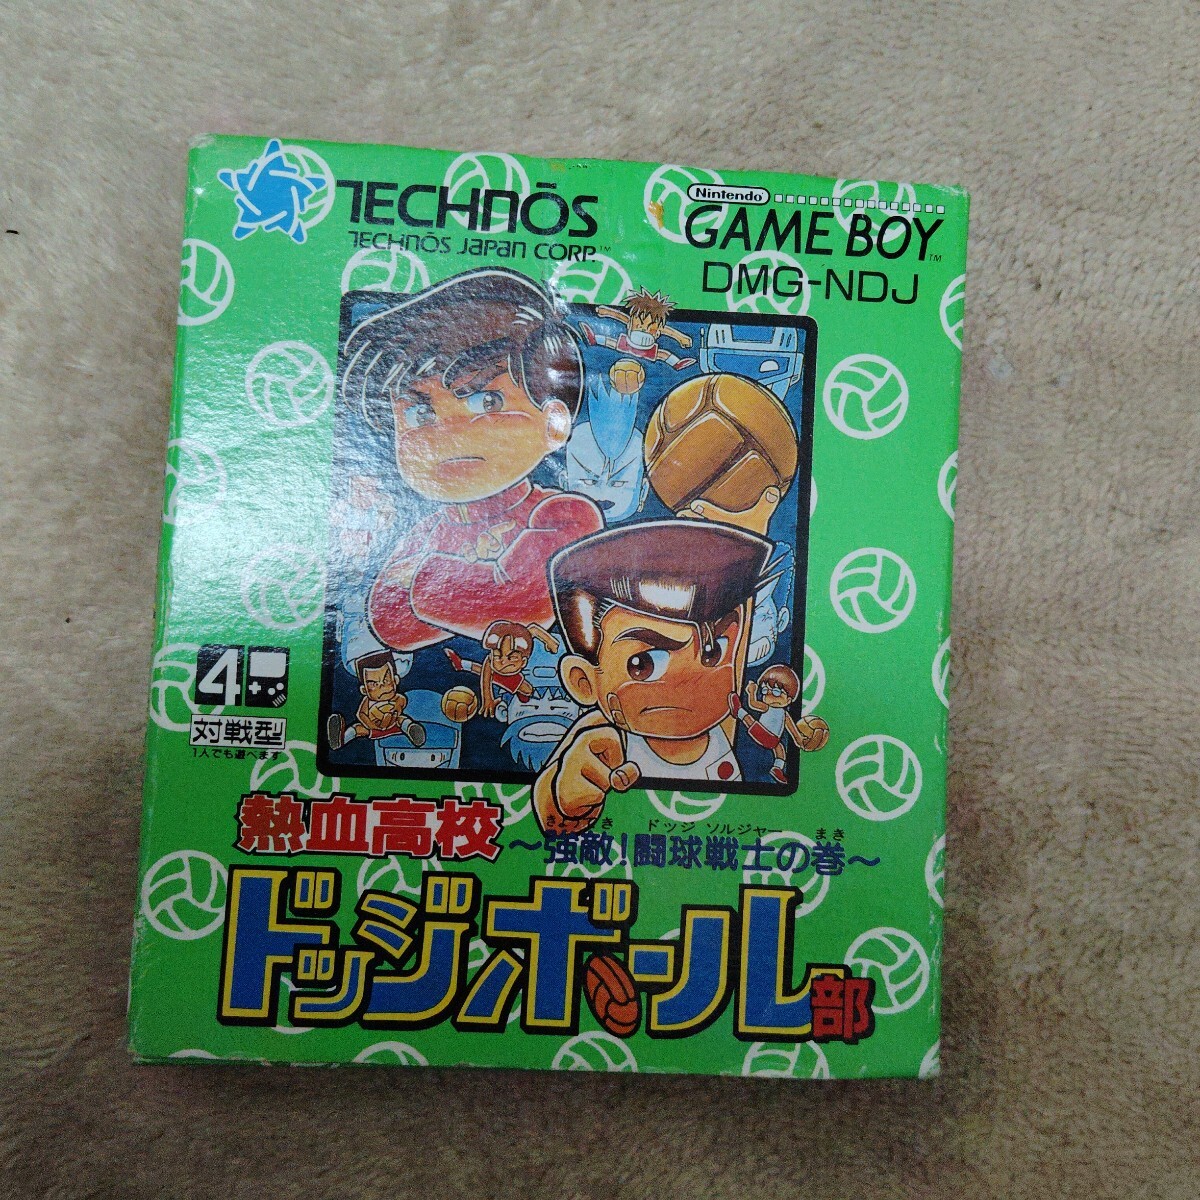 TECHNŌS
TECHNŌS JAPAN CORP.™
Nintendo
GAME BOY™
DMG-NDJ
4
対戦型
1人でも遊べます
熱血高校
きょうてき ドッジ ソルジャー まき
～強敵!闘球戦士の巻～
ドッジボール部